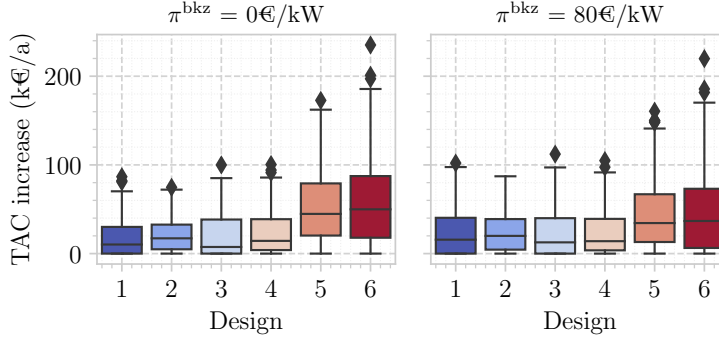 π^bkz = 0€/kW
π^bkz = 80€/kW
TAC increase (k€/a)
200
100
0
1 2 3 4 5 6
1 2 3 4 5 6
Design
Design